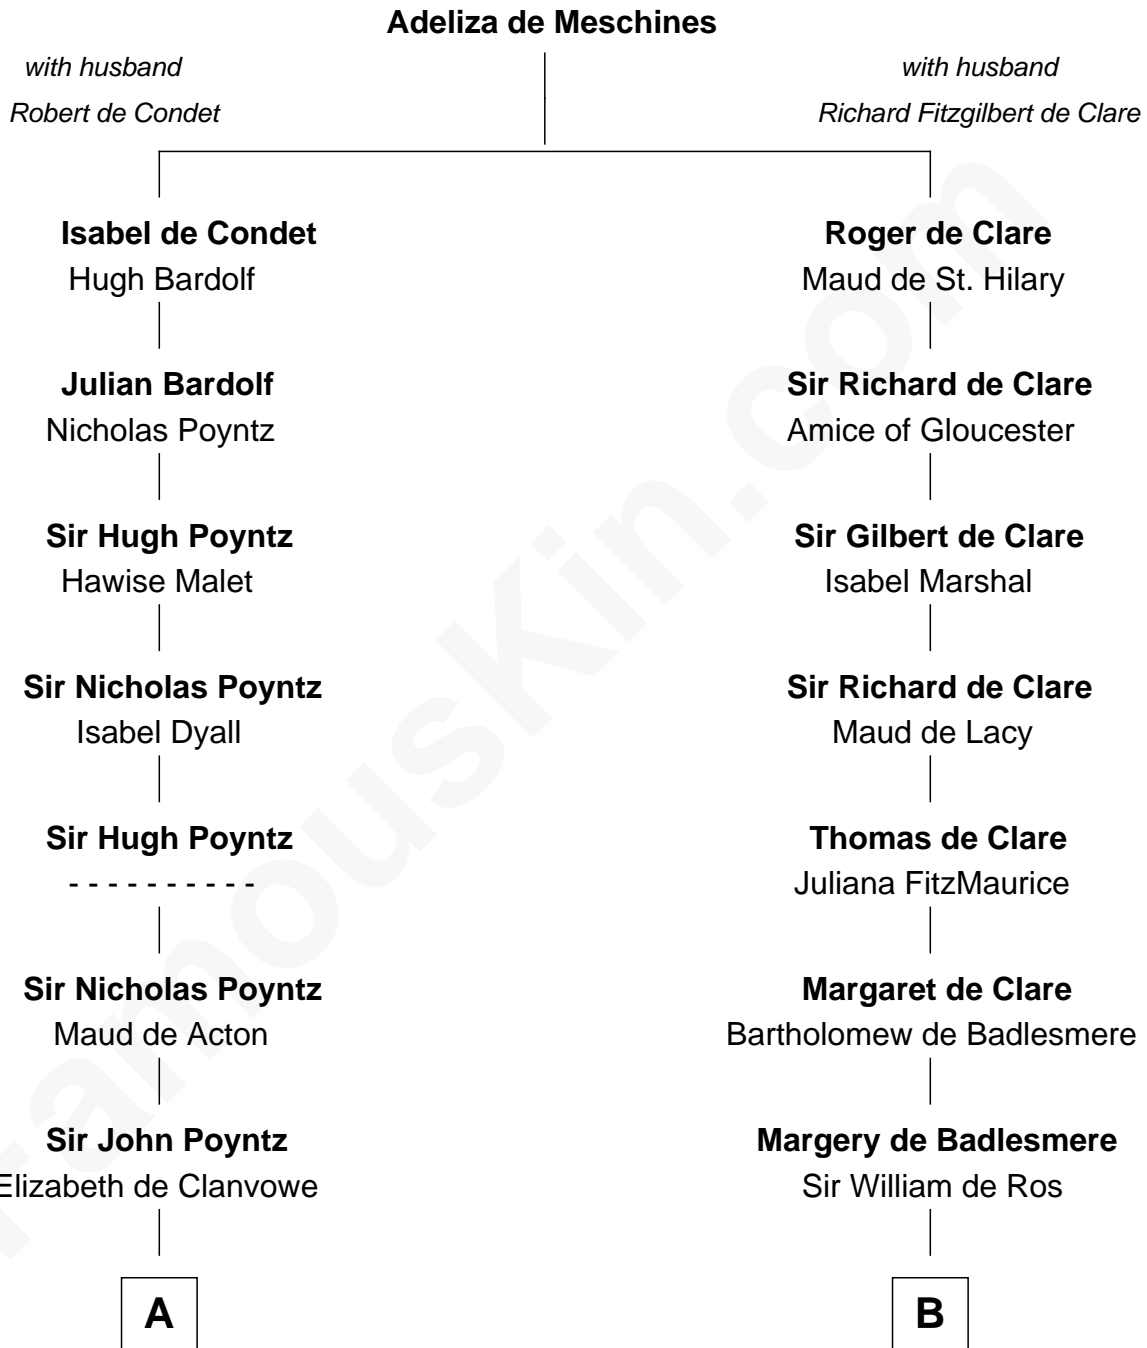 Adeliza de Meschines
with husband
Robert de Condet
with husband
Richard Fitzgilbert de Clare
Isabel de Condet
Hugh Bardolf
Roger de Clare
Maud de St. Hilary
Julian Bardolf
Nicholas Poyntz
Sir Richard de Clare
Amice of Gloucester
Sir Hugh Poyntz
Hawise Malet
Sir Gilbert de Clare
Isabel Marshal
Sir Nicholas Poyntz
Isabel Dyall
Sir Richard de Clare
Maud de Lacy
Sir Hugh Poyntz
- - - - - - - - - -
Thomas de Clare
Juliana FitzMaurice
Sir Nicholas Poyntz
Maud de Acton
Margaret de Clare
Bartholomew de Badlesmere
Sir John Poyntz
Elizabeth de Clanvowe
Margery de Badlesmere
Sir William de Ros
A
B
famouskin.com